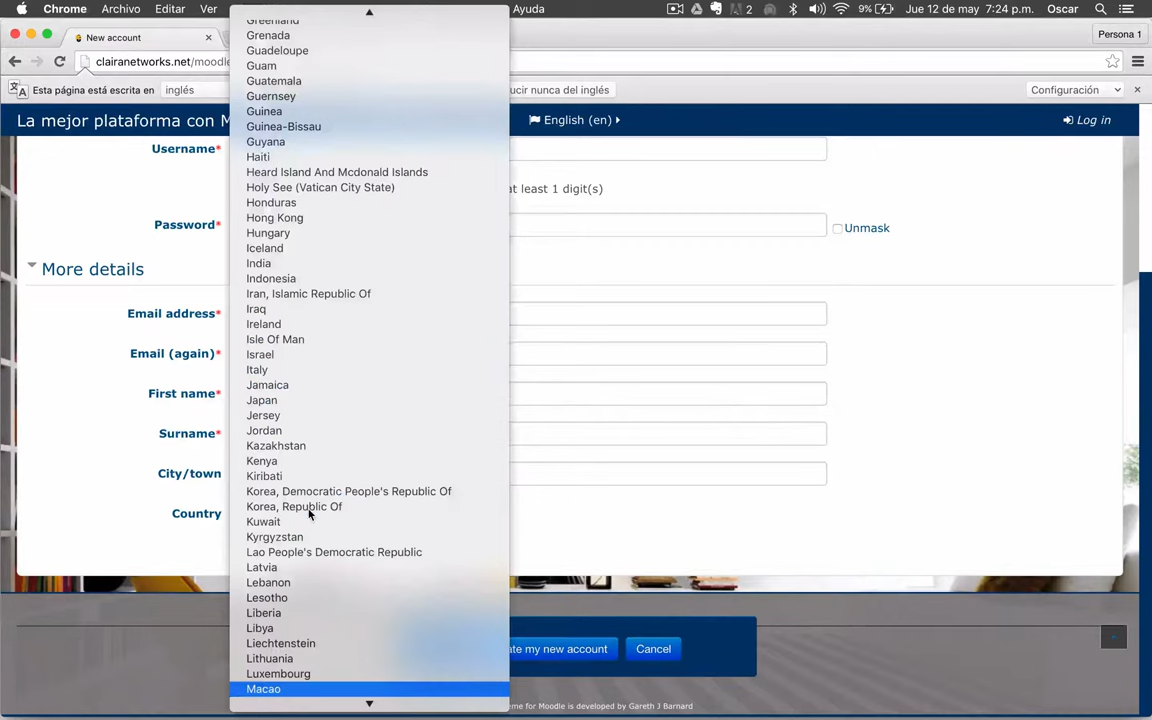 Chrome Archivo Editar Ver Ayuda 2 9% Jue 12 de may 7:24 p.m. Oscar
New account
Persona 1
clairanetworks.net/moodle
Esta página está escrita en inglés ucir nunca del inglés Configuración
La mejor plataforma con M English (en) Log in
Username*
at least 1 digit(s)
Password* Unmask
More details
Email address*
Email (again)*
First name*
Surname*
City/town
Country
Greenland
Grenada
Guadeloupe
Guam
Guatemala
Guernsey
Guinea
Guinea-Bissau
Guyana
Haiti
Heard Island And Mcdonald Islands
Holy See (Vatican City State)
Honduras
Hong Kong
Hungary
Iceland
India
Indonesia
Iran, Islamic Republic Of
Iraq
Ireland
Isle Of Man
Israel
Italy
Jamaica
Japan
Jersey
Jordan
Kazakhstan
Kenya
Kiribati
Korea, Democratic People's Republic Of
Korea, Republic Of
Kuwait
Kyrgyzstan
Lao People's Democratic Republic
Latvia
Lebanon
Lesotho
Liberia
Libya
Liechtenstein
Lithuania
Luxembourg
Macao
ate my new account Cancel
eme for Moodle is developed by Gareth J Barnard